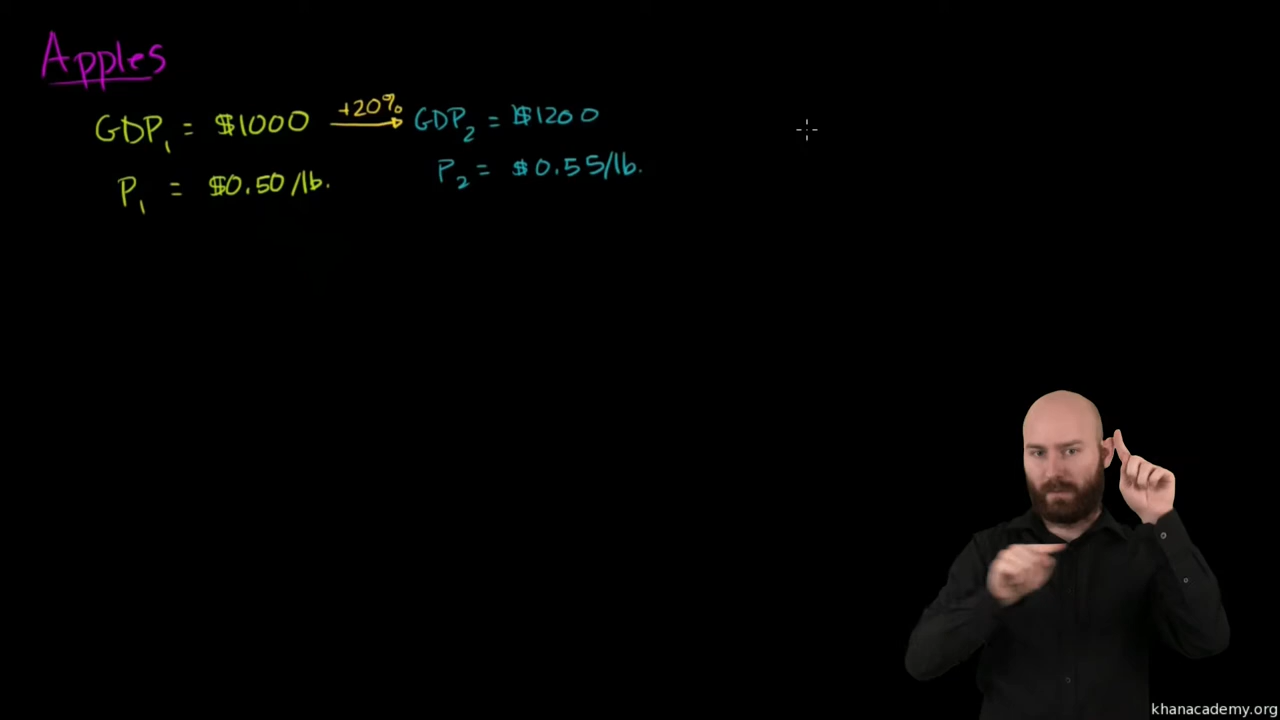 Apples
GDP₁ = $1000 +20% → GDP₂ = $1200
P₁ = $0.50/lb. P₂ = $0.55/lb.
khanacademy.org